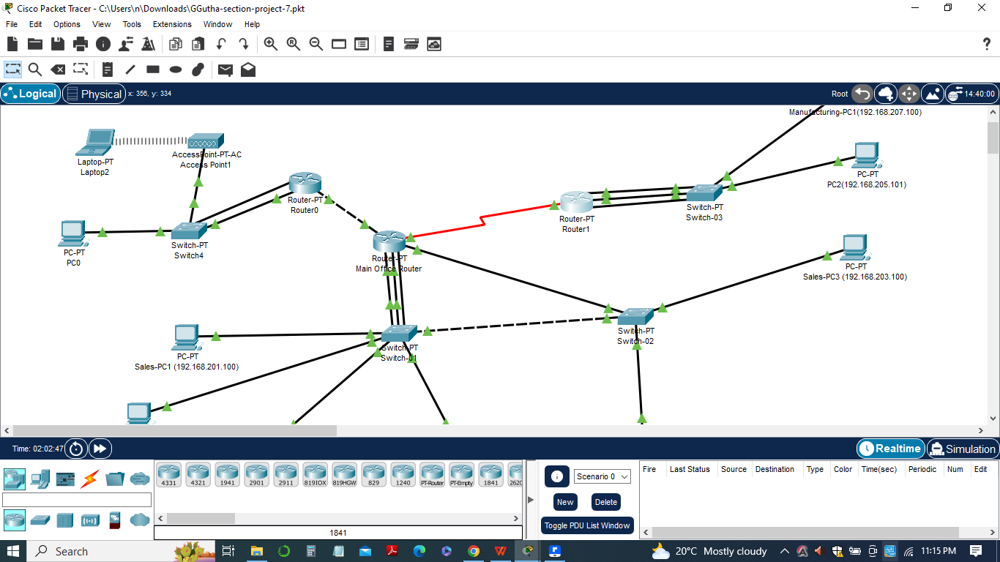 Cisco Packet Tracer - C:\Users\n\Downloads\GGutha-section-project-7.pkt
File Edit Options View Tools Extensions Window Help
Logical Physical x: 356, y: 334 Root 14:40:00
Manufacturing-PC1(192.168.207.100)
Laptop-PT
Laptop2
AccessPoint-PT-AC
Access Point1
PC-PT
PC2(192.168.205.101)
Router-PT
Router0
Router-PT
Router1
Switch-PT
Switch-03
PC-PT
PC0
Switch-PT
Switch4
Router-PT
Main Office Router
PC-PT
Sales-PC3 (192.168.203.100)
Switch-PT
Switch-02
PC-PT
Sales-PC1 (192.168.201.100)
Switch-PT
Switch-01
Time: 02:02:47 Realtime Simulation
4331 4321 1941 2901 2911 819IOX 819HGW 829 1240 PT-Router PT-Empty 1841 2620
1841
Scenario 0
New Delete
Toggle PDU List Window
Fire Last Status Source Destination Type Color Time(sec) Periodic Num Edit
Search 20°C Mostly cloudy 11:15 PM